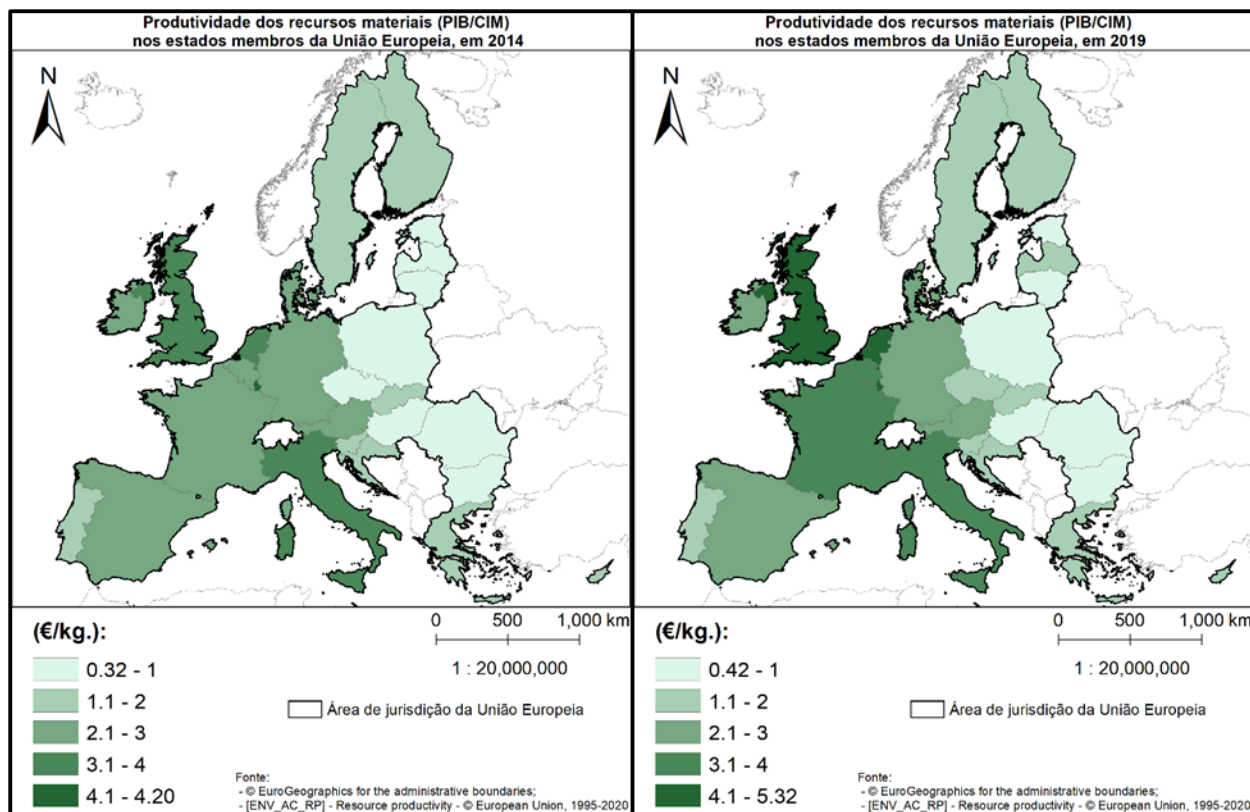 Produtividade dos recursos materiais (PIB/CIM)
nos estados membros da União Europeia, em 2014
N
(€/kg.):
0.32 - 1
1.1 - 2
2.1 - 3
3.1 - 4
4.1 - 4.20
0 500 1,000 km
1 : 20,000,000
Área de jurisdição da União Europeia
Fonte:
- © EuroGeographics for the administrative boundaries;
- [ENV_AC_RP] - Resource productivity - © European Union, 1995-2020
Produtividade dos recursos materiais (PIB/CIM)
nos estados membros da União Europeia, em 2019
N
(€/kg.):
0.42 - 1
1.1 - 2
2.1 - 3
3.1 - 4
4.1 - 5.32
0 500 1,000 km
1 : 20,000,000
Área de jurisdição da União Europeia
Fonte:
- © EuroGeographics for the administrative boundaries;
- [ENV_AC_RP] - Resource productivity - © European Union, 1995-2020